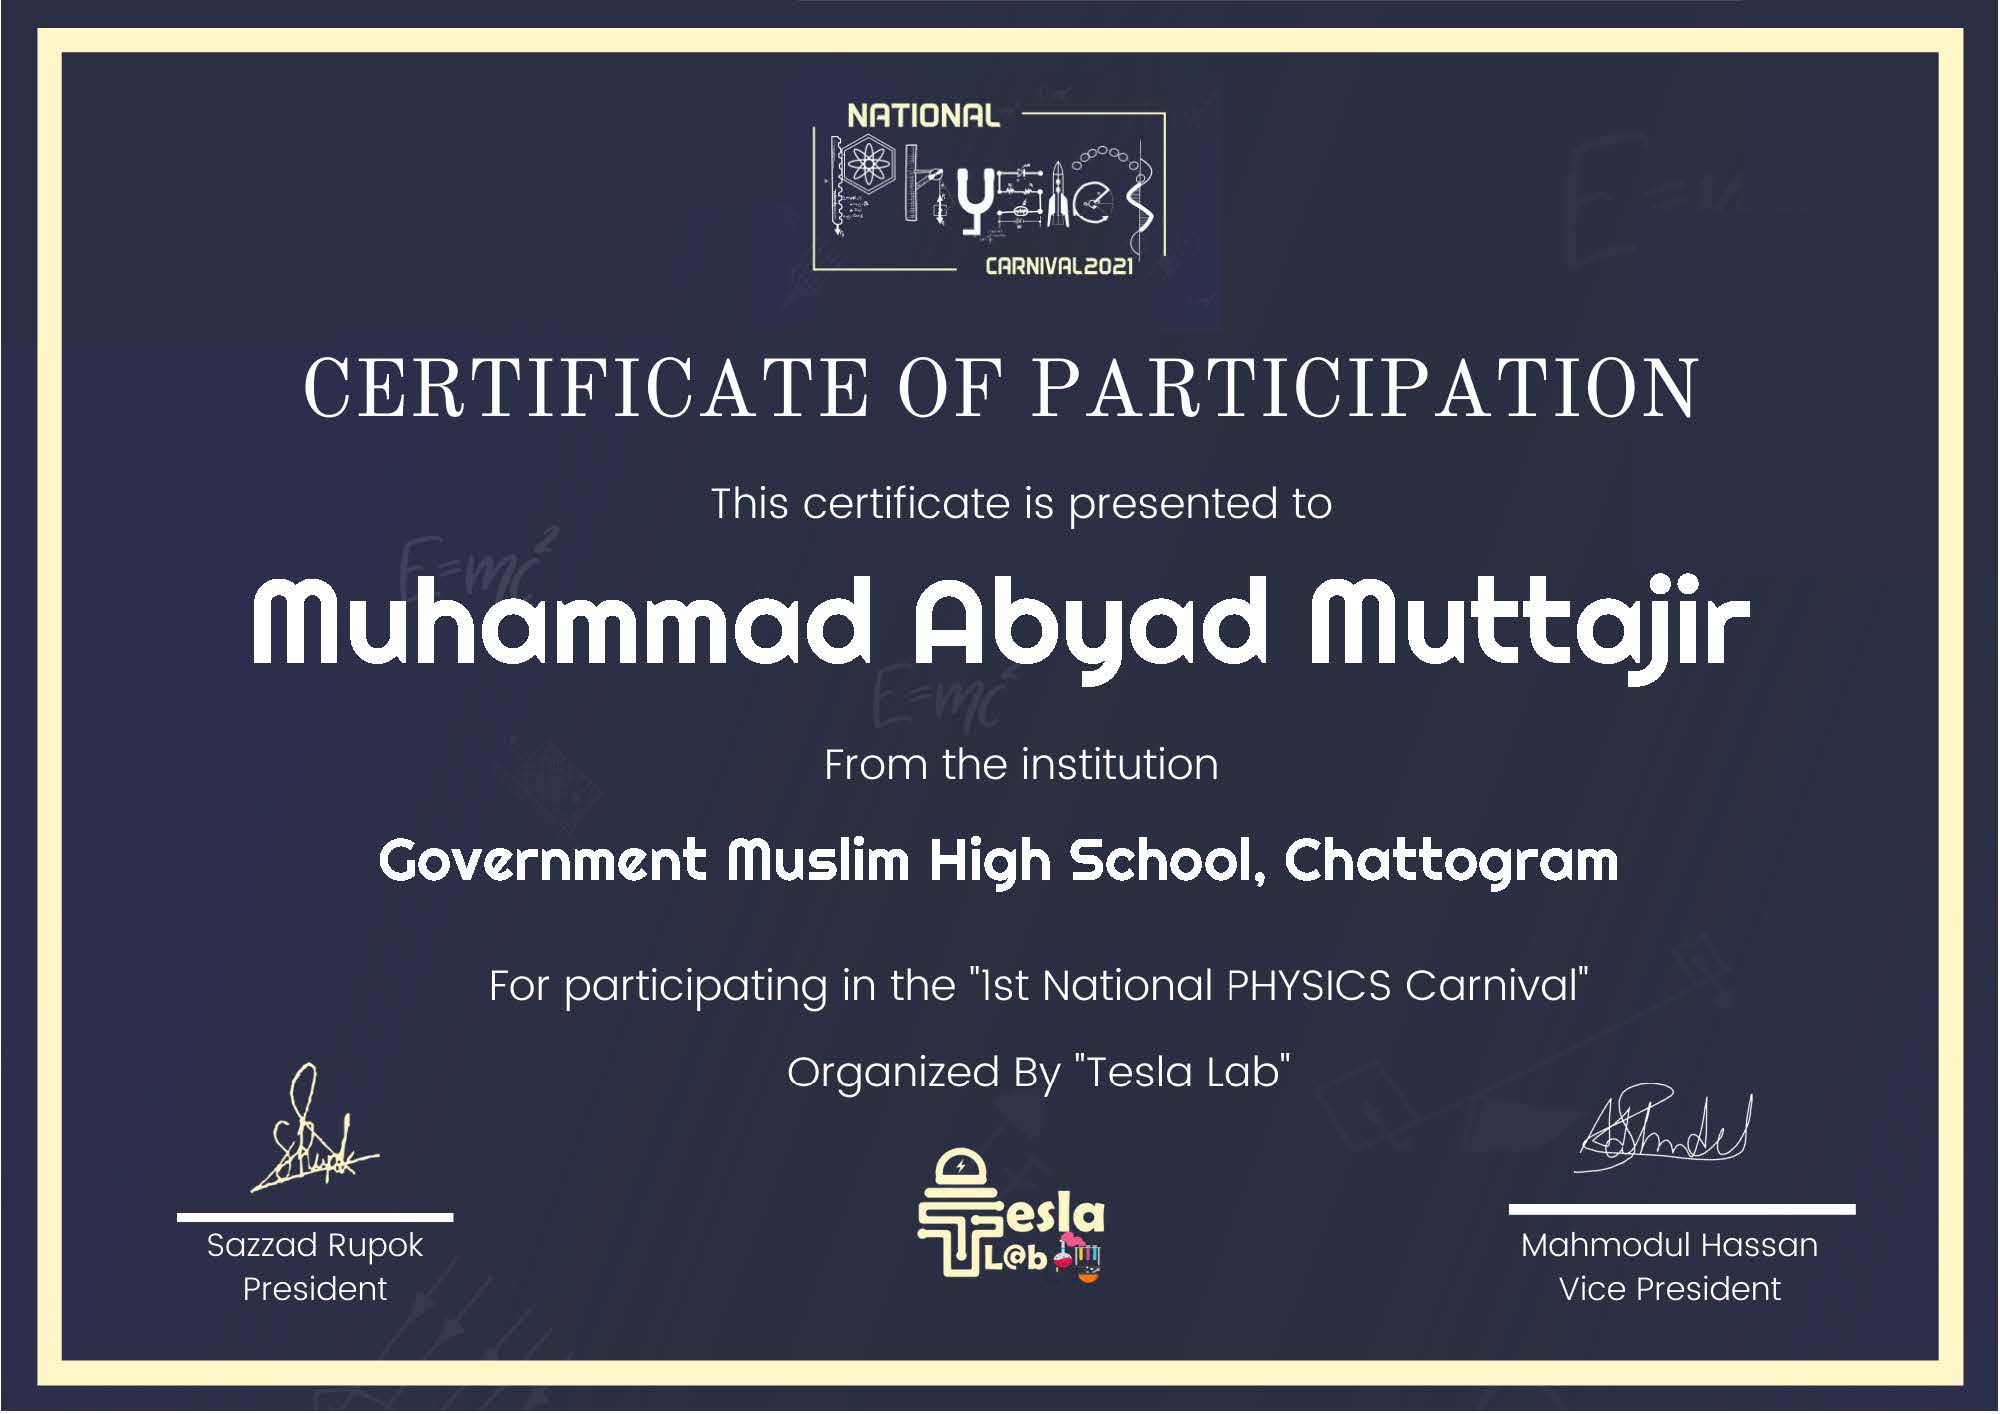 NATIONAL
Physics
CARNIVAL2021
CERTIFICATE OF PARTICIPATION
This certificate is presented to
E=mc²
Muhammad Abyad Muttajir
E=mc²
From the institution
Government Muslim High School, Chattogram
For participating in the "1st National PHYSICS Carnival"
Organized By "Tesla Lab"
Tesla
L@b
Sazzad Rupok
President
Mahmodul Hassan
Vice President